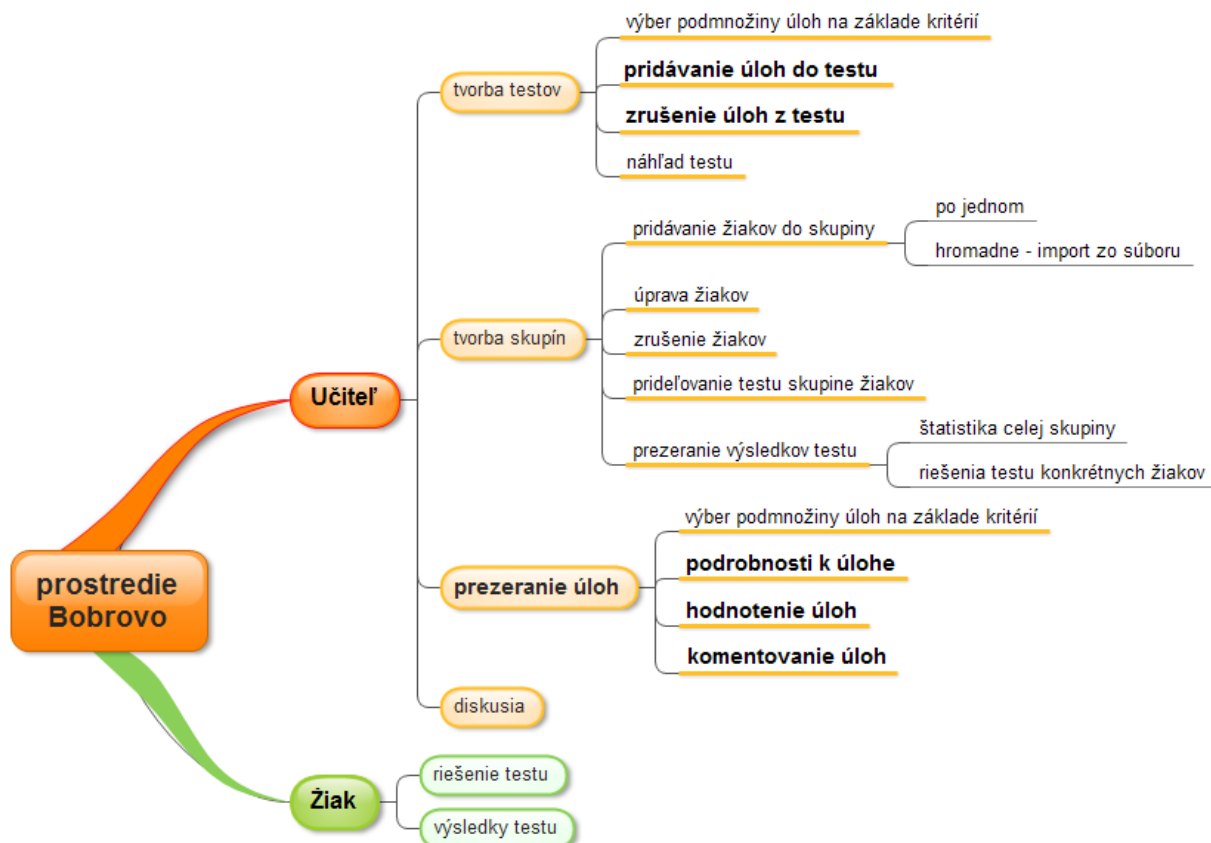 prostredie
Bobrovo
Učiteľ
tvorba testov
výber podmnožiny úloh na základe kritérií
pridávanie úloh do testu
zrušenie úloh z testu
náhľad testu
tvorba skupín
pridávanie žiakov do skupiny
po jednom
hromadne - import zo súboru
úprava žiakov
zrušenie žiakov
prideľovanie testu skupine žiakov
prezeranie výsledkov testu
štatistika celej skupiny
riešenia testu konkrétnych žiakov
prezeranie úloh
výber podmnožiny úloh na základe kritérií
podrobnosti k úlohe
hodnotenie úloh
komentovanie úloh
diskusia
Žiak
riešenie testu
výsledky testu